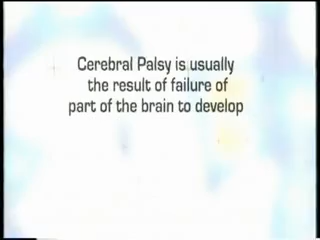 Cerebral Palsy is usually
the result of failure of
part of the brain to develop